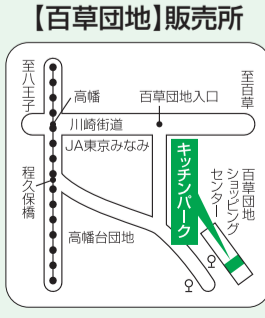 【百草団地】販売所
至八王子
高幡
百草団地入口
至百草
川崎街道
JA東京みなみ
程久保橋
高幡台団地
キッチンパーク
百草団地
ショッピング
センター